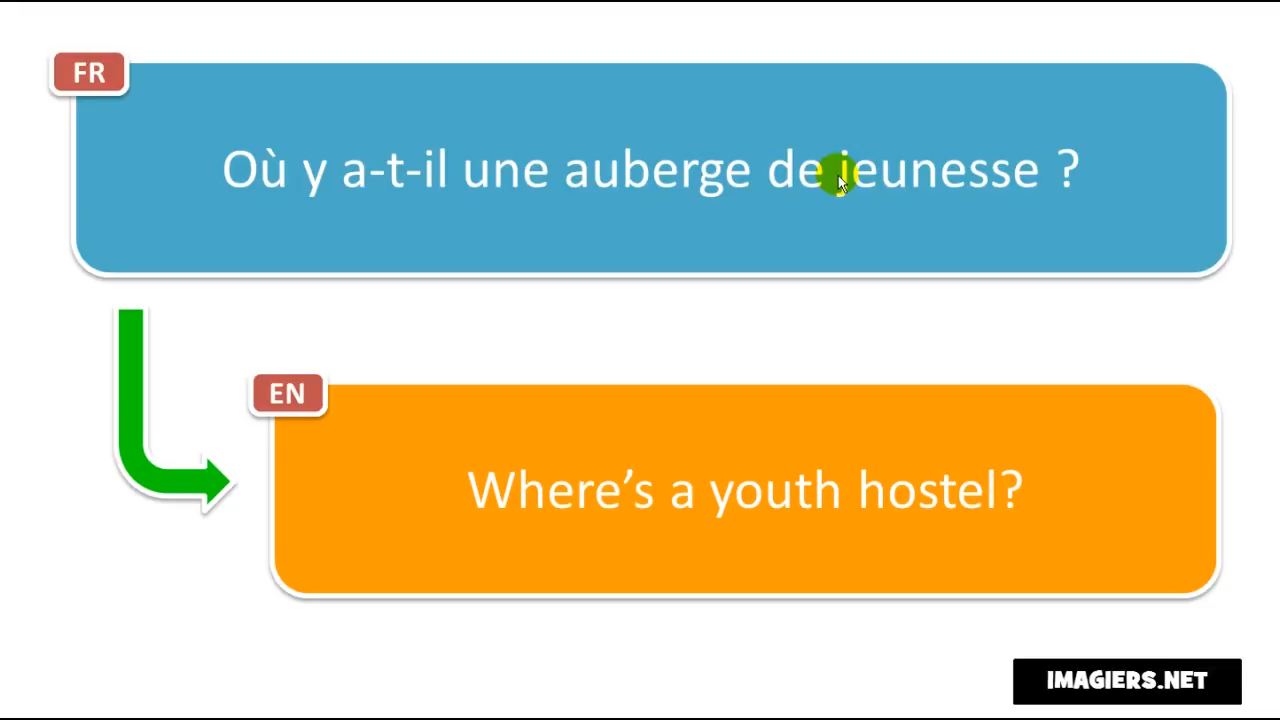 FR
Où y a-t-il une auberge de jeunesse ?
EN
Where’s a youth hostel?
IMAGIERS.NET